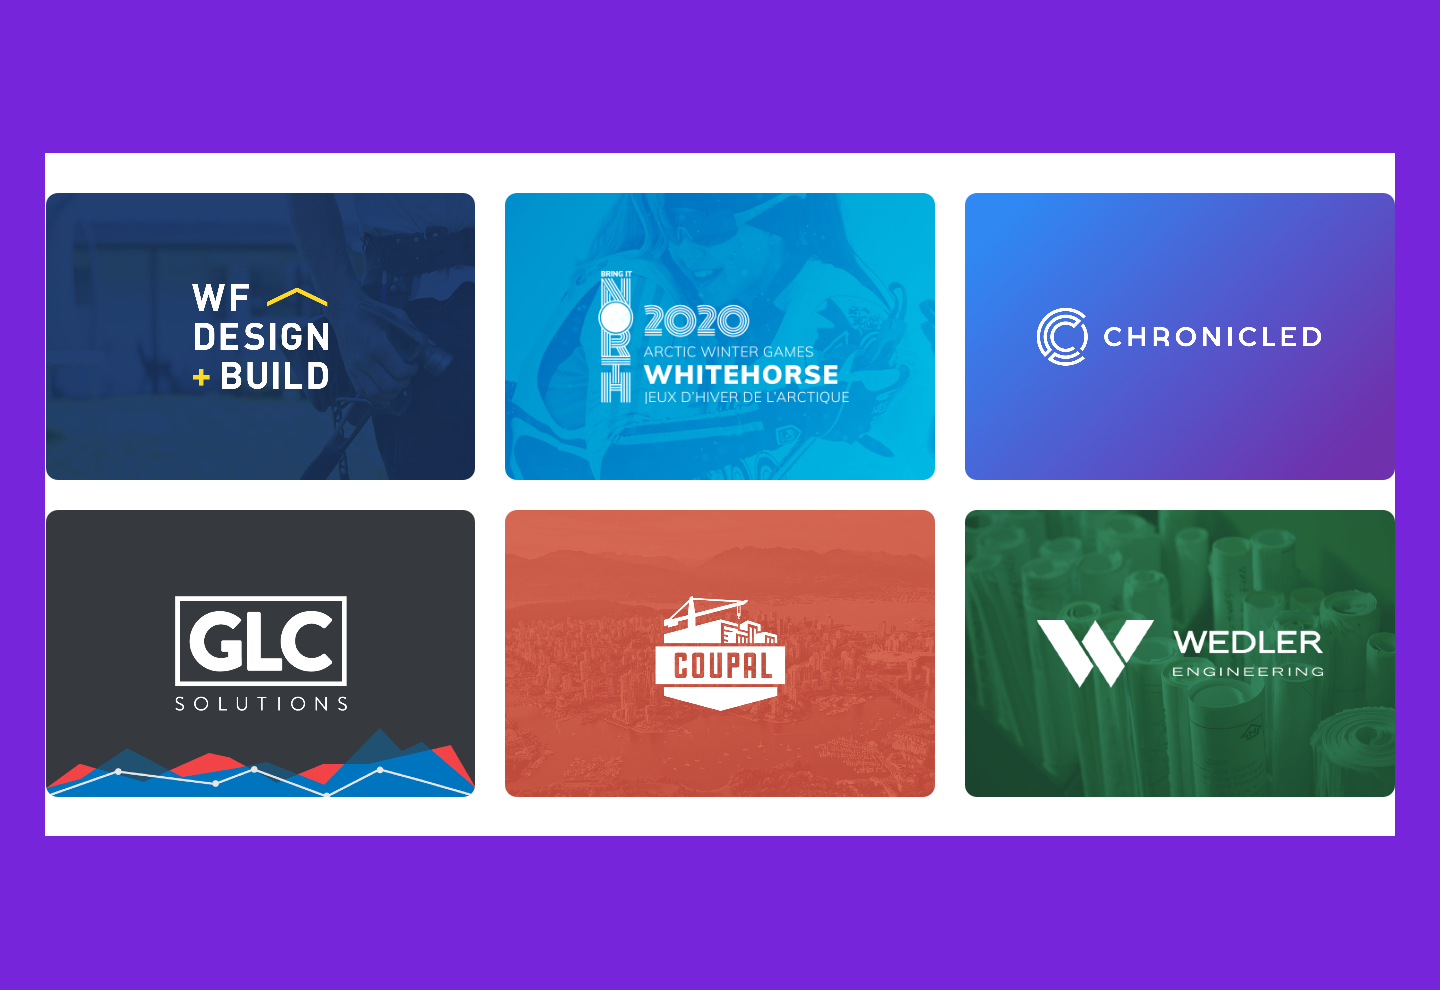 WF
DESIGN
+ BUILD
BRING IT
NORTH
2020
ARCTIC WINTER GAMES
WHITEHORSE
JEUX D'HIVER DE L'ARCTIQUE
CHRONICLED
GLC
SOLUTIONS
COUPAL
WEDLER
ENGINEERING